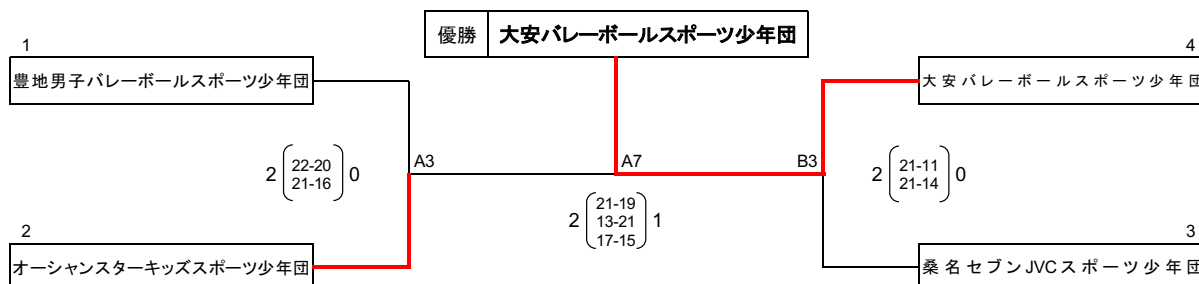 優勝 大安バレーボールスポーツ少年団
1
豊地男子バレーボールスポーツ少年団
4
大安バレーボールスポーツ少年団
A3
A7
B3
2 22-20 0
21-16
2 21-11 0
21-14
2 21-19 1
13-21
17-15
2
オーシャンスターキッズスポーツ少年団
3
桑名セブンJVCスポーツ少年団